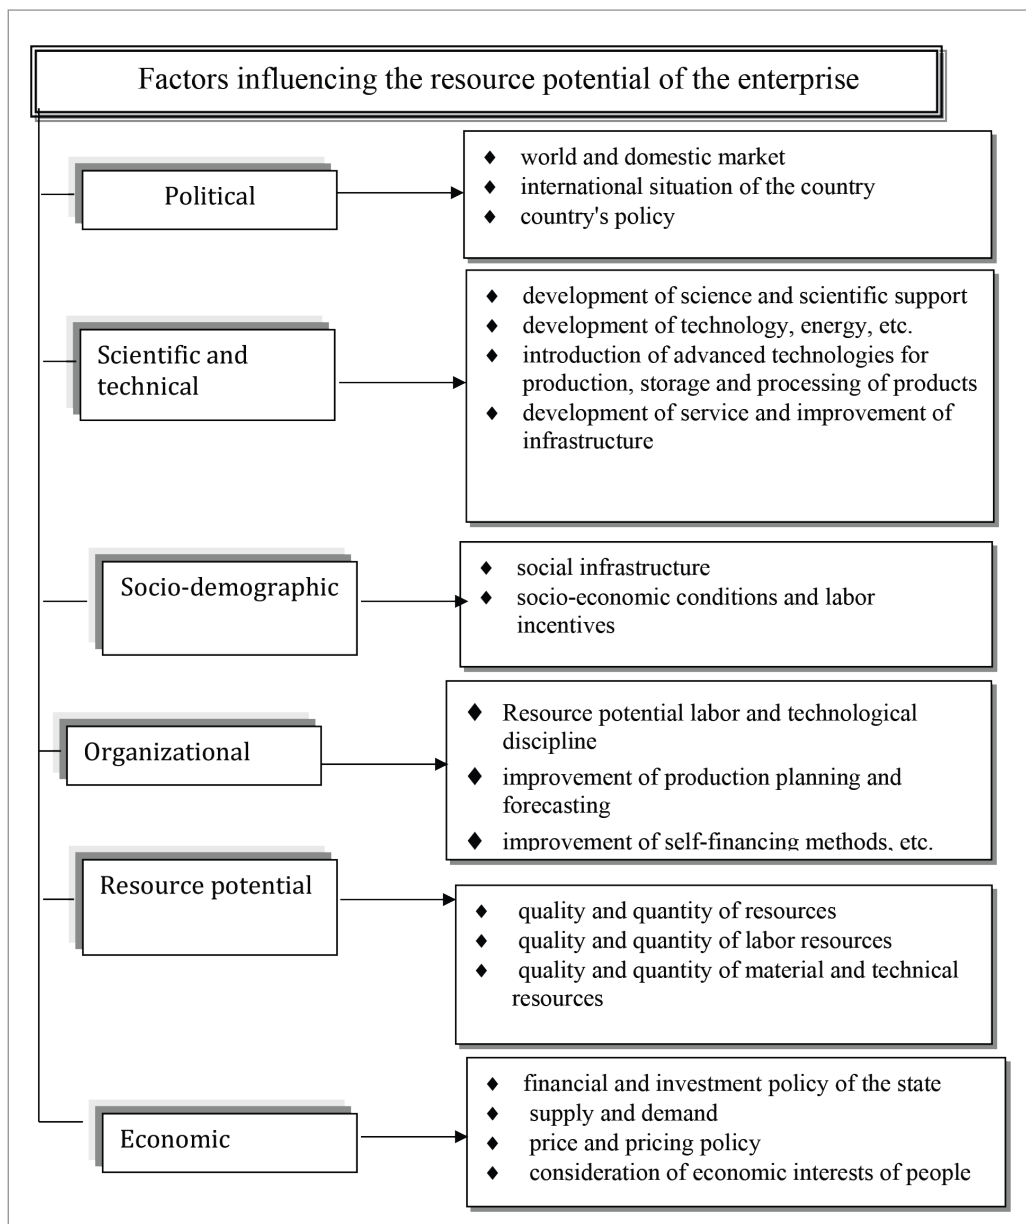 Factors influencing the resource potential of the enterprise
Political
♦ world and domestic market
♦ international situation of the country
♦ country's policy
Scientific and
technical
♦ development of science and scientific support
♦ development of technology, energy, etc.
♦ introduction of advanced technologies for
production, storage and processing of products
♦ development of service and improvement of
infrastructure
Socio-demographic
♦ social infrastructure
♦ socio-economic conditions and labor
incentives
Organizational
♦ Resource potential labor and technological
discipline
♦ improvement of production planning and
forecasting
♦ improvement of self-financing methods, etc.
Resource potential
♦ quality and quantity of resources
♦ quality and quantity of labor resources
♦ quality and quantity of material and technical
resources
Economic
♦ financial and investment policy of the state
♦ supply and demand
♦ price and pricing policy
♦ consideration of economic interests of people